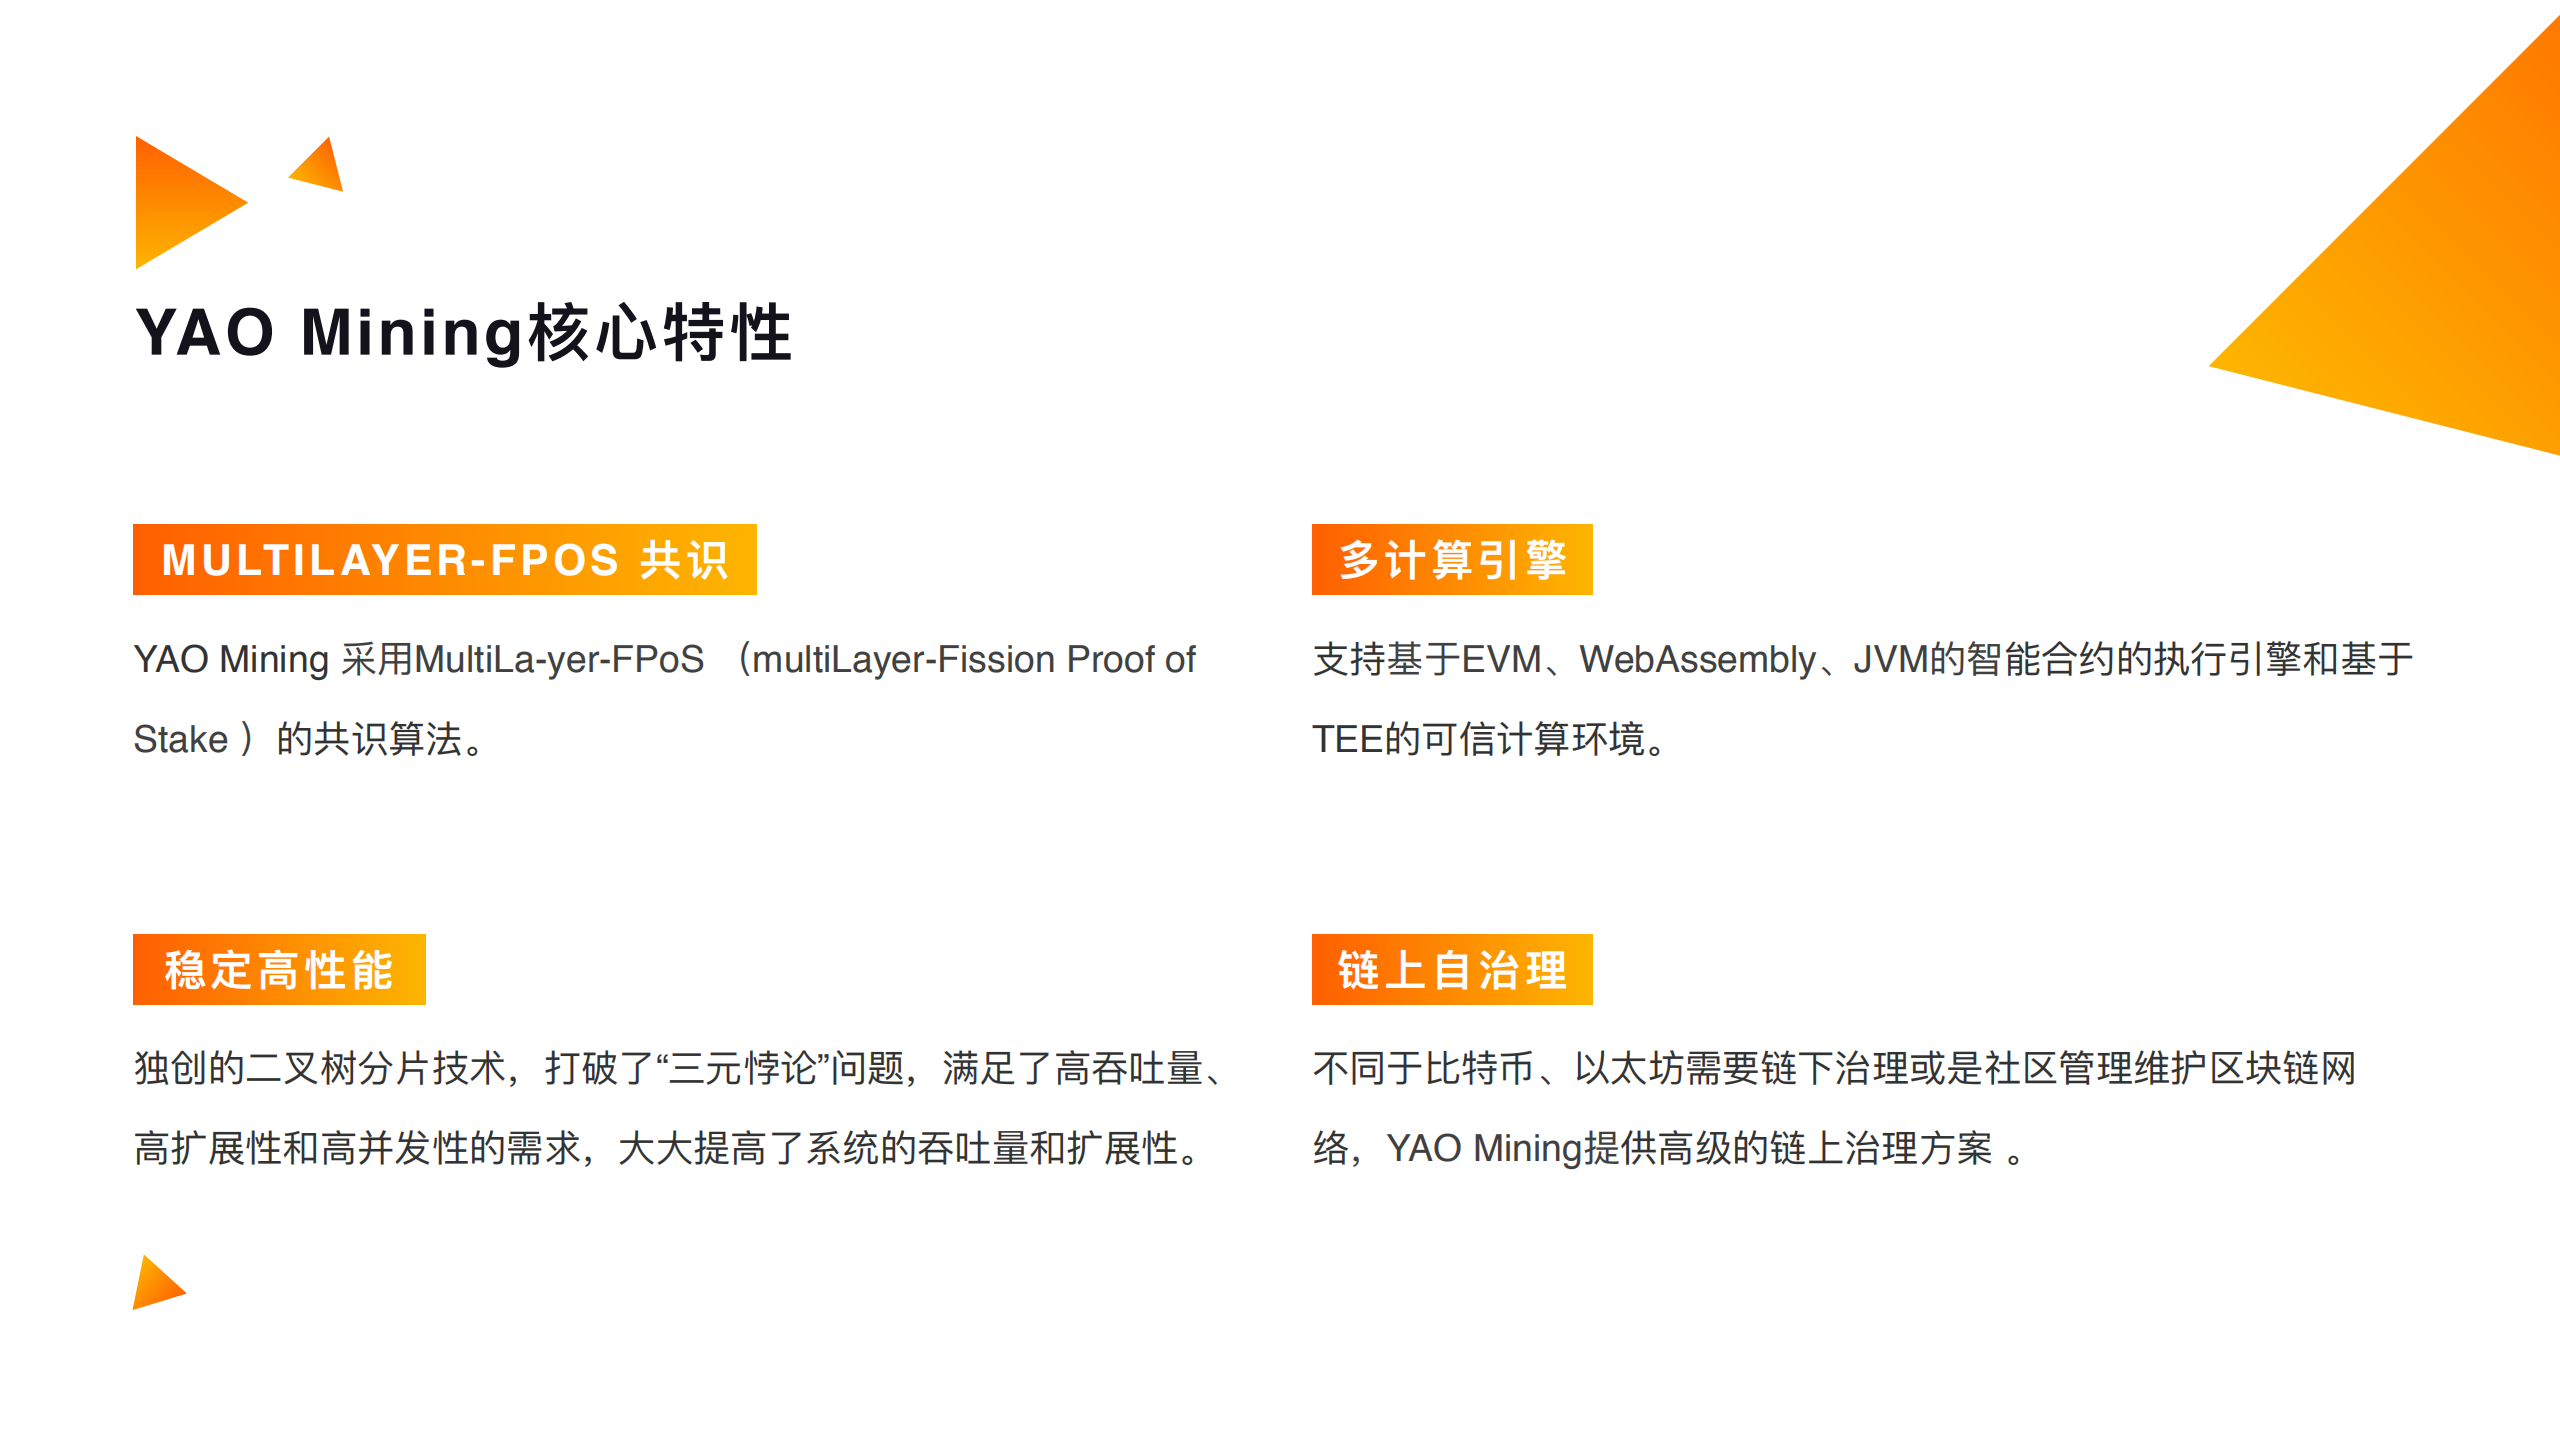 YAO Mining核心特性
MULTILAYER-FPOS 共识
YAO Mining 采用MultiLa-yer-FPoS （multiLayer-Fission Proof of
Stake ）的共识算法。
多计算引擎
支持基于EVM、WebAssembly、JVM的智能合约的执行引擎和基于
TEE的可信计算环境。
稳定高性能
独创的二叉树分片技术，打破了“三元悖论”问题，满足了高吞吐量、
高扩展性和高并发性的需求，大大提高了系统的吞吐量和扩展性。
链上自治理
不同于比特币、以太坊需要链下治理或是社区管理维护区块链网
络，YAO Mining提供高级的链上治理方案 。